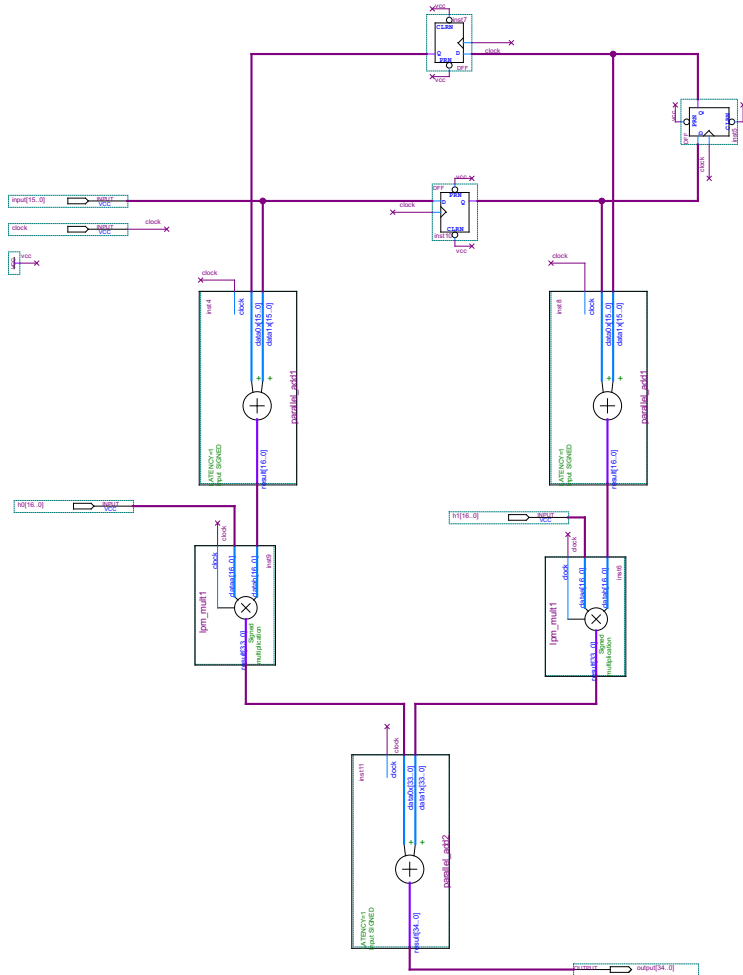 vcc
inst7
CLRN
Q
D
clock
PRN
DFF
vcc
vcc
Q
PRN
CLRN
DFF
D
inst5
clock
input[15..0]
INPUT
VCC
vcc
DFF
PRN
D
Q
clock
CLRN
vcc
clock
INPUT
VCC
clock
VCC
vcc
clock
inst4
clock
data0x[15..0]
data1x[15..0]
+
+
parallel_add1
LATENCY=1
Input SIGNED
result[16..0]
clock
inst8
clock
data0x[15..0]
data1x[15..0]
+
+
parallel_add1
LATENCY=1
Input SIGNED
result[16..0]
h0[16..0]
INPUT
VCC
clock
inst9
clock
dataa[16..0]
datab[16..0]
lpm_mult1
Signed
multiplication
result[33..0]
h1[16..0]
INPUT
VCC
clock
inst6
clock
dataa[16..0]
datab[16..0]
lpm_mult1
Signed
multiplication
result[33..0]
clock
inst11
clock
data0x[33..0]
data1x[33..0]
+
+
parallel_add2
LATENCY=1
Input SIGNED
result[34..0]
OUTPUT
output[34..0]